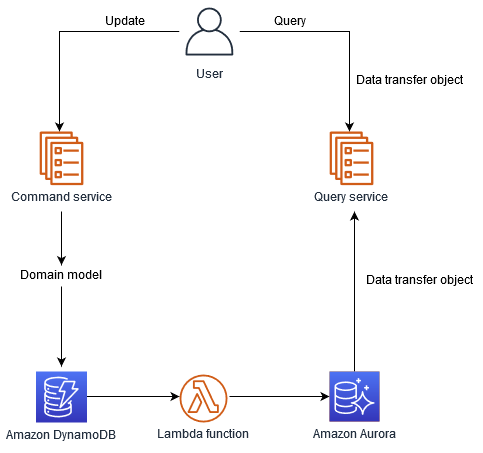 Update
Query
User
Data transfer object
Command service
Query service
Domain model
Data transfer object
Amazon DynamoDB
Lambda function
Amazon Aurora